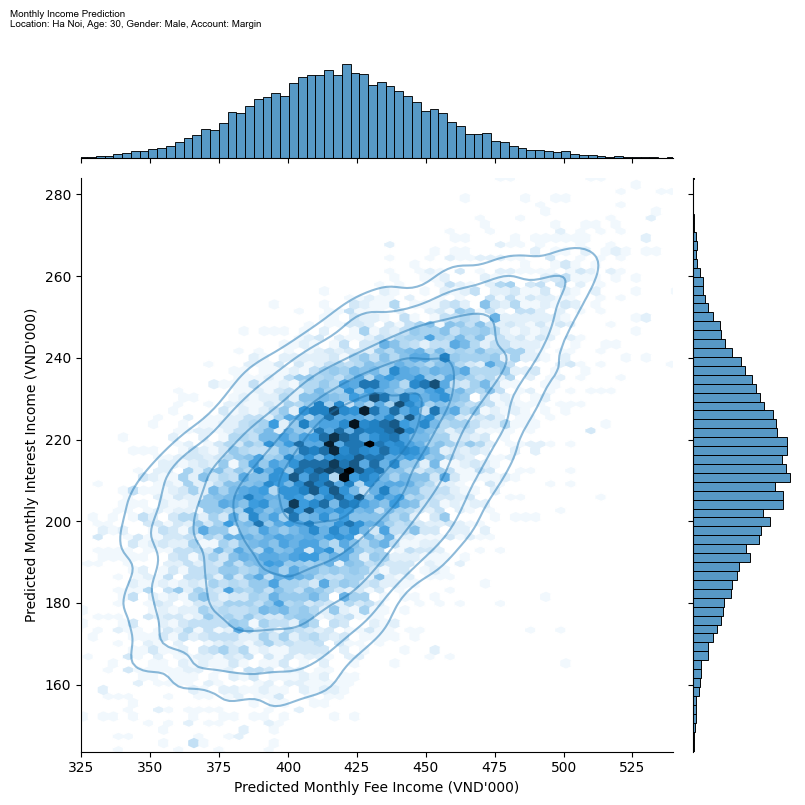 Monthly Income Prediction
Location: Ha Noi, Age: 30, Gender: Male, Account: Margin
280
260
240
220
200
180
160
Predicted Monthly Interest Income (VND'000)
325 350 375 400 425 450 475 500 525
Predicted Monthly Fee Income (VND'000)